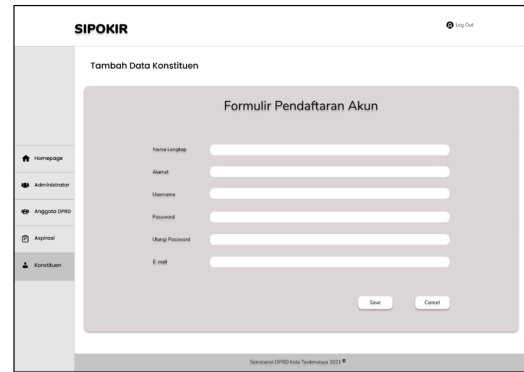 SIPOKIR
Log Out
Tambah Data Konstituen
Formulir Pendaftaran Akun
Nama Lengkap
Alamat
Username
Password
Ulangi Password
E-mail
Save
Cancel
Homepage
Administrator
Anggota DPRD
Aspirasi
Konstituen
Sekretariat DPRD Kota Tasikmalaya 2023 ©